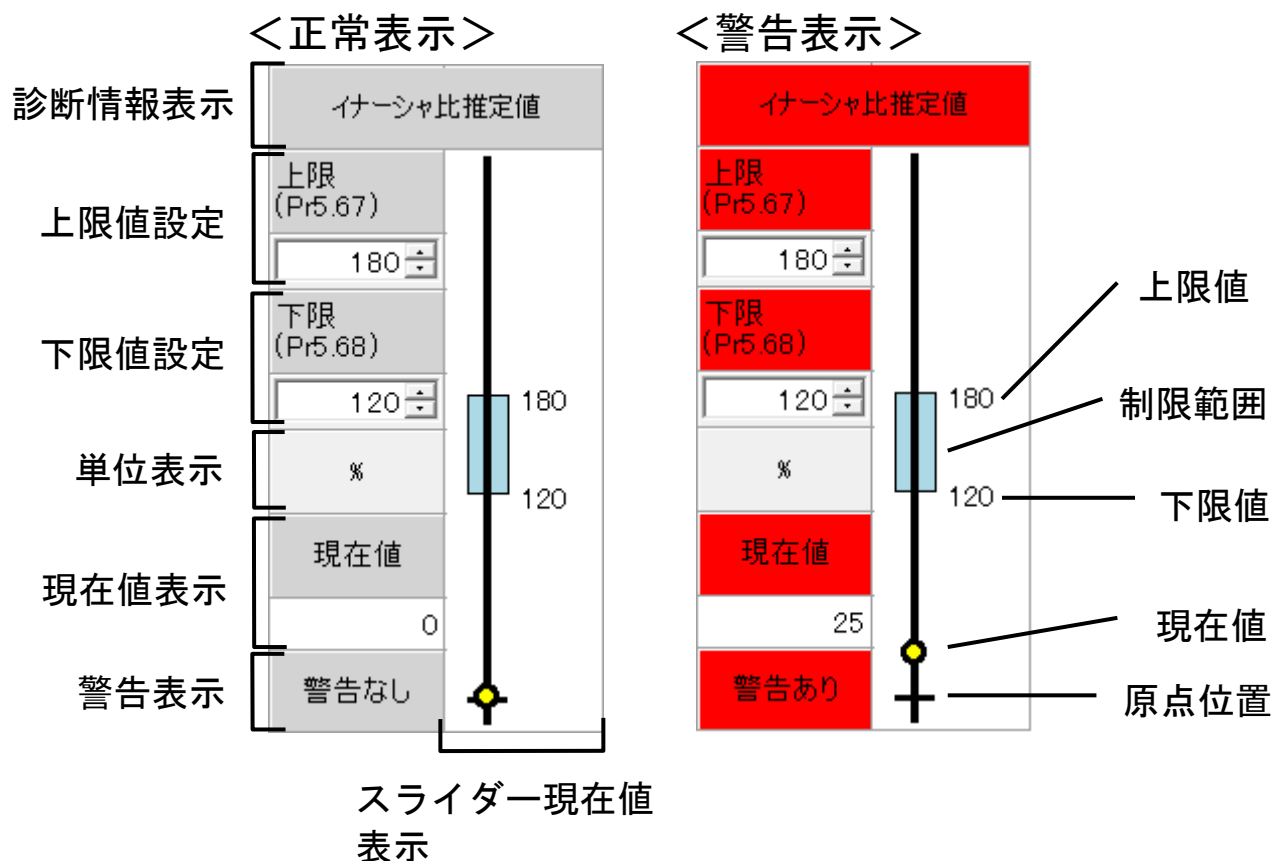 ＜正常表示＞
＜警告表示＞
診断情報表示
イナーシャ比推定値
イナーシャ比推定値
上限値設定
上限
(Pr5.67)
180
上限
(Pr5.67)
180
上限値
下限値設定
下限
(Pr5.68)
120
180
下限
(Pr5.68)
120
180
制限範囲
単位表示
%
120
%
120
下限値
現在値表示
現在値
0
現在値
25
現在値
警告表示
警告なし
警告あり
原点位置
スライダー現在値
表示